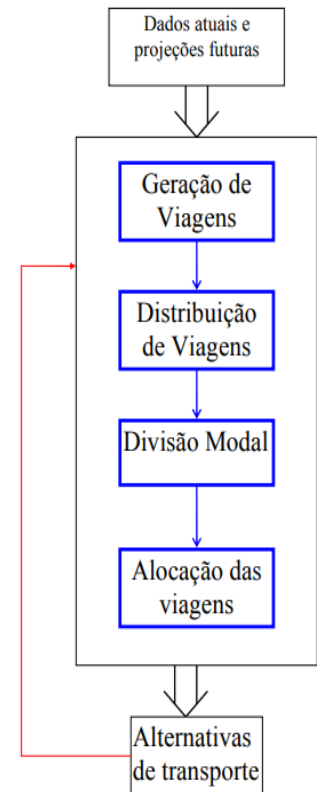 Dados atuais e
projeções futuras
Geração de
Viagens
Distribuição
de Viagens
Divisão Modal
Alocação das
viagens
Alternativas
de transporte